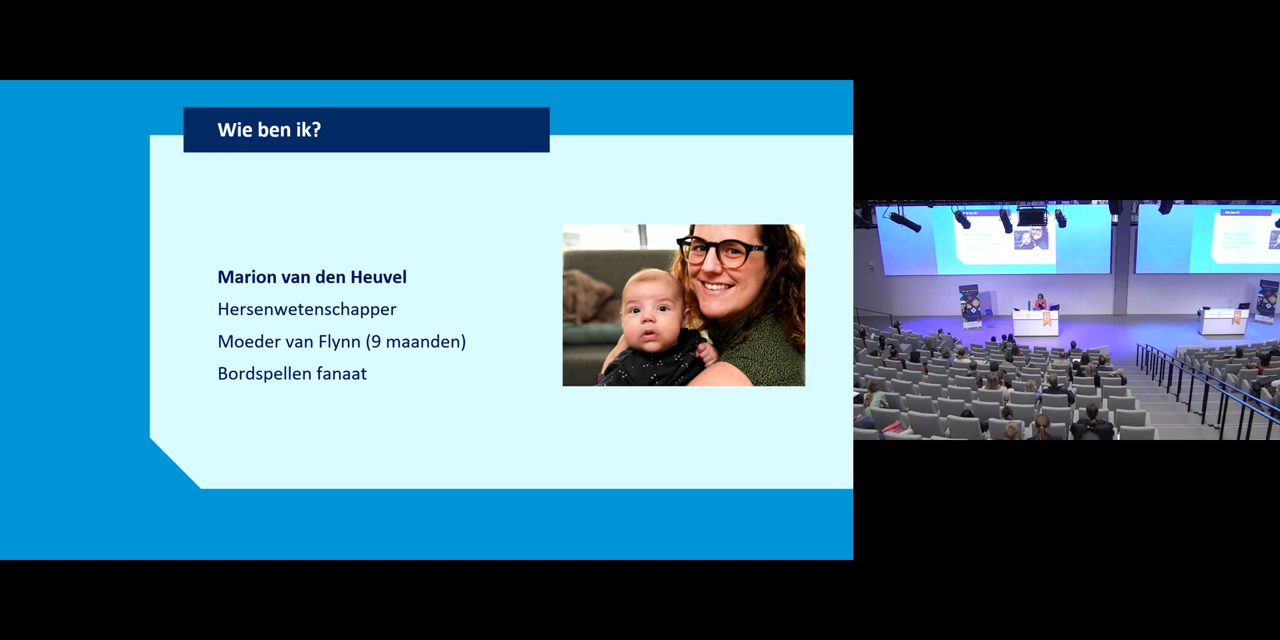 Wie ben ik?
Marion van den Heuvel
Hersenwetenschapper
Moeder van Flynn (9 maanden)
Bordspellen fanaat